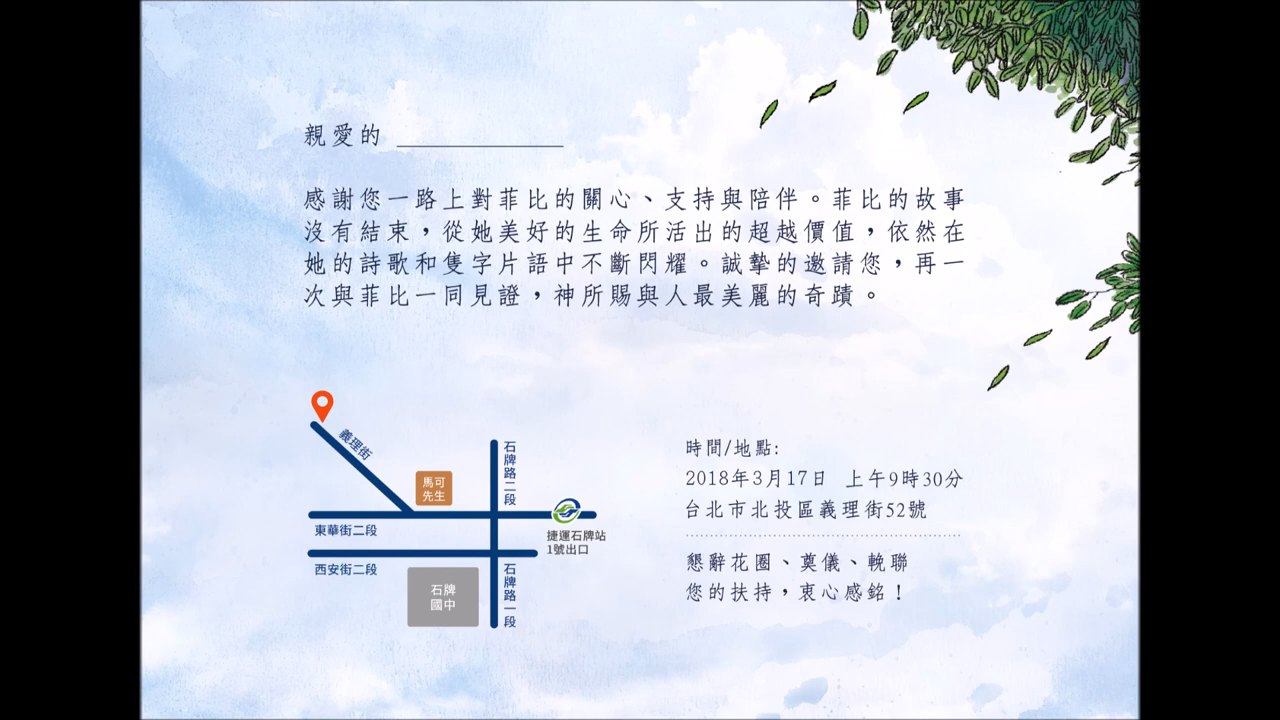 親愛的
感謝您一路上對菲比的關心、支持與陪伴。菲比的故事
沒有結束，從她美好的生命所活出的超越價值，依然在
她的詩歌和隻字片語中不斷閃耀。誠摯的邀請您，再一
次與菲比一同見證，神所賜與人最美麗的奇蹟。
義理街
馬可
先生
石牌路二段
東華街二段
捷運石牌站
1號出口
西安街二段
石牌
國中
石牌路一段
時間/地點:
2018年3月17日 上午9時30分
台北市北投區義理街52號
懇辭花圈、奠儀、輓聯
您的扶持，衷心感銘！